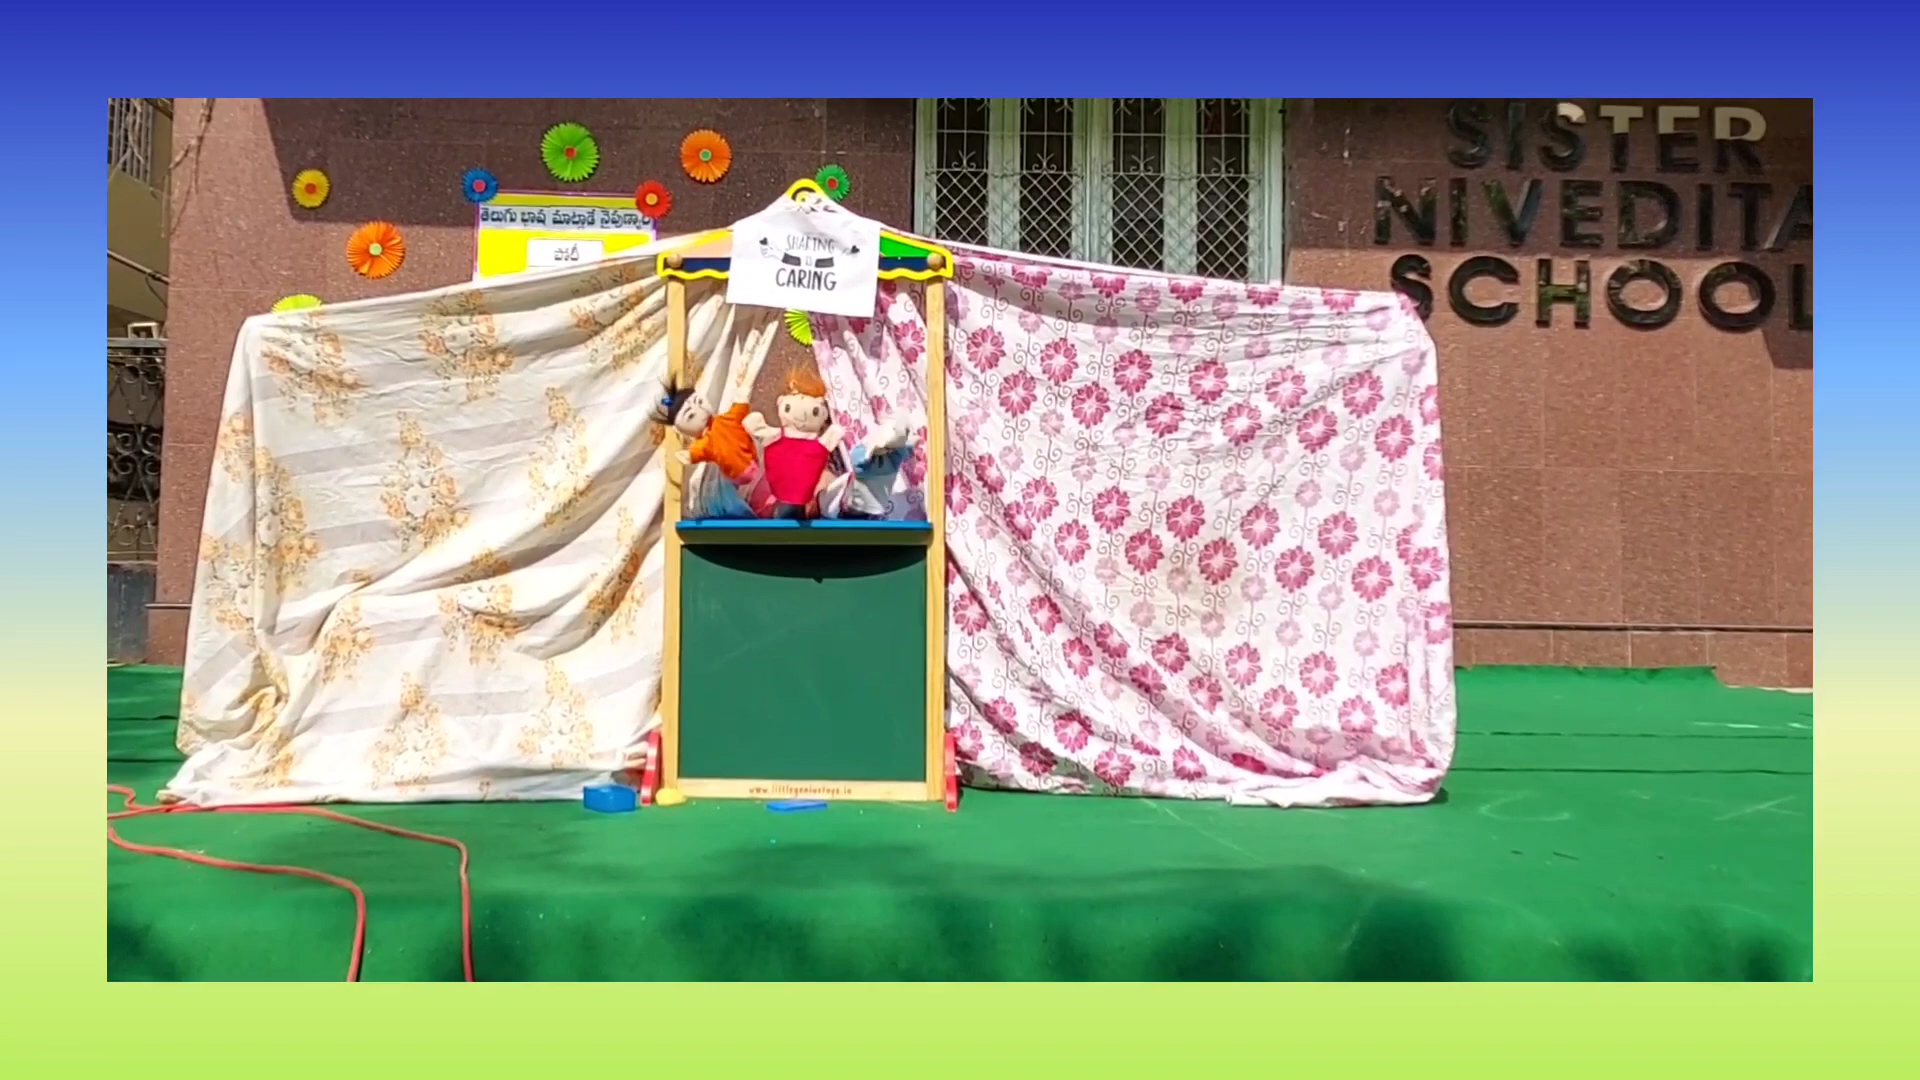 SISTER
NIVEDITA
SCHOOL
తెలుగు భాష మాట్లాడే నైపుణ్యాల
పోటీ
SHARING
IS
CARING
www.littlegeniustoys.in